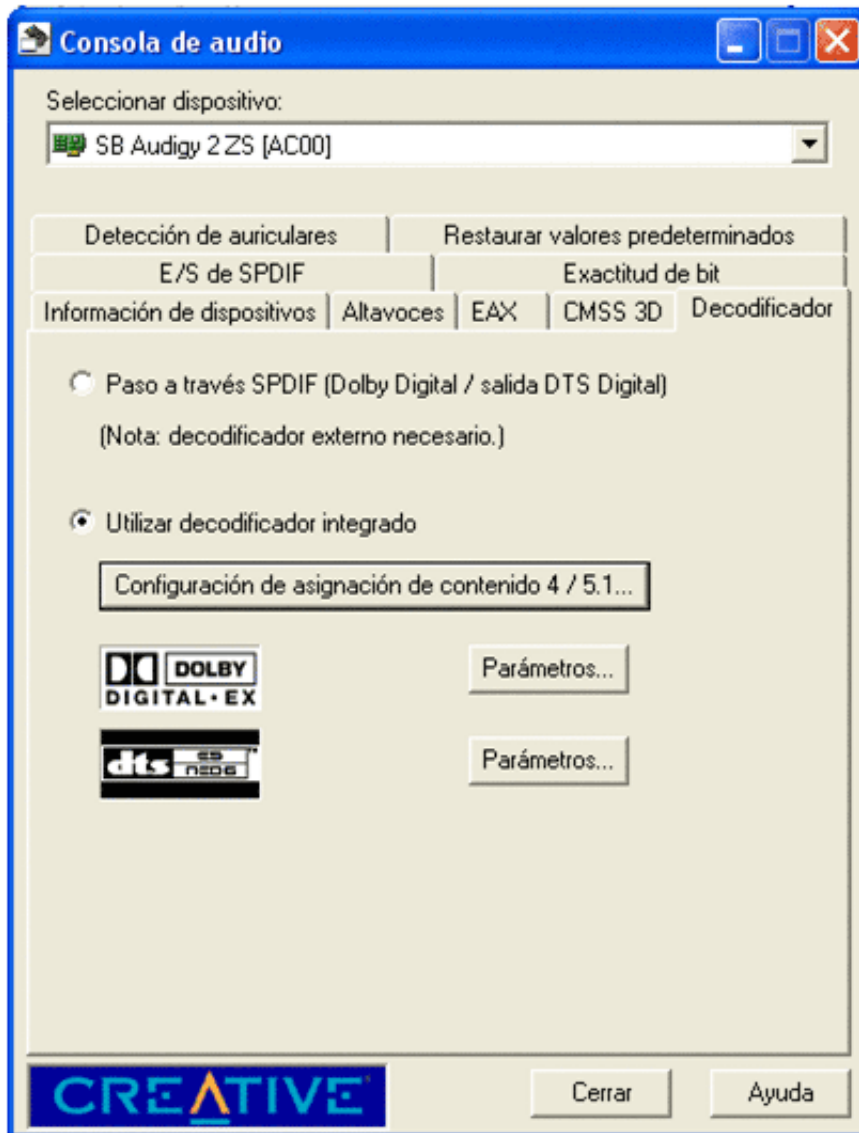 Consola de audio
Seleccionar dispositivo:
SB Audigy 2 ZS [AC00]
Detección de auriculares
Restaurar valores predeterminados
E/S de SPDIF
Exactitud de bit
Información de dispositivos
Altavoces
EAX
CMSS 3D
Decodificador
Paso a través SPDIF (Dolby Digital / salida DTS Digital)
(Nota: decodificador externo necesario.)
Utilizar decodificador integrado
Configuración de asignación de contenido 4 / 5.1...
DOLBY
DIGITAL·EX
Parámetros...
dts ES
NEO6
Parámetros...
CREATIVE
Cerrar
Ayuda